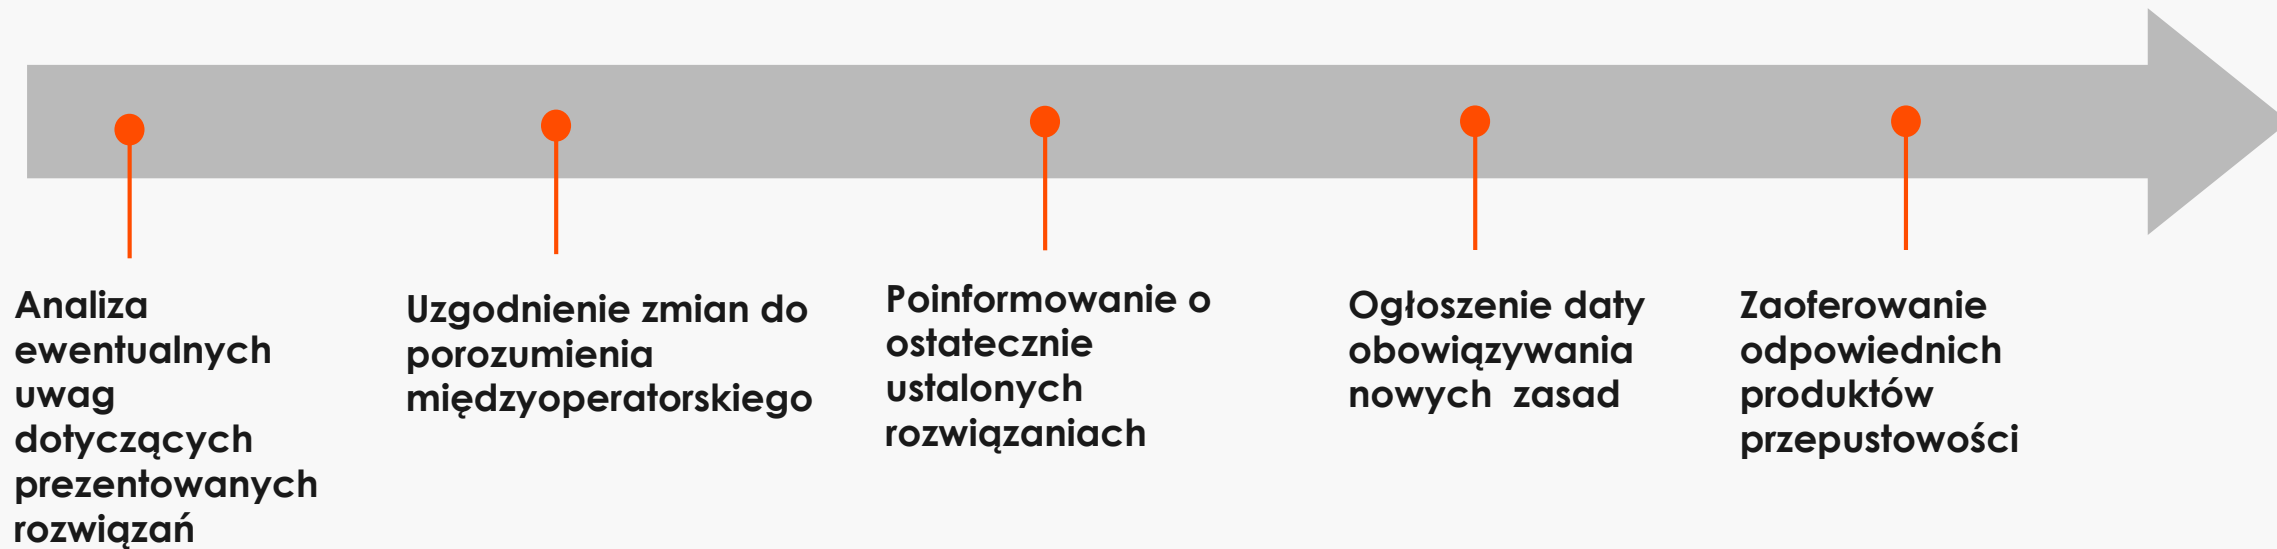 Analiza
ewentualnych
uwag
dotyczących
prezentowanych
rozwiązań
Uzgodnienie zmian do
porozumienia
międzyoperatorskiego
Poinformowanie o
ostatecznie
ustalonych
rozwiązaniach
Ogłoszenie daty
obowiązywania
nowych  zasad
Zaoferowanie
odpowiednich
produktów
przepustowości